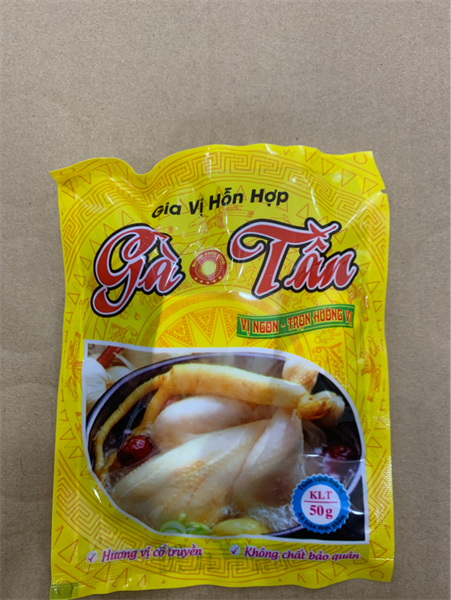 Gia Vị Hỗn Hợp
Gà Tần
VỊ NGON - TRỌN HƯƠNG VỊ
KLT
50g
Hương vị cổ truyền
Không chất bảo quản